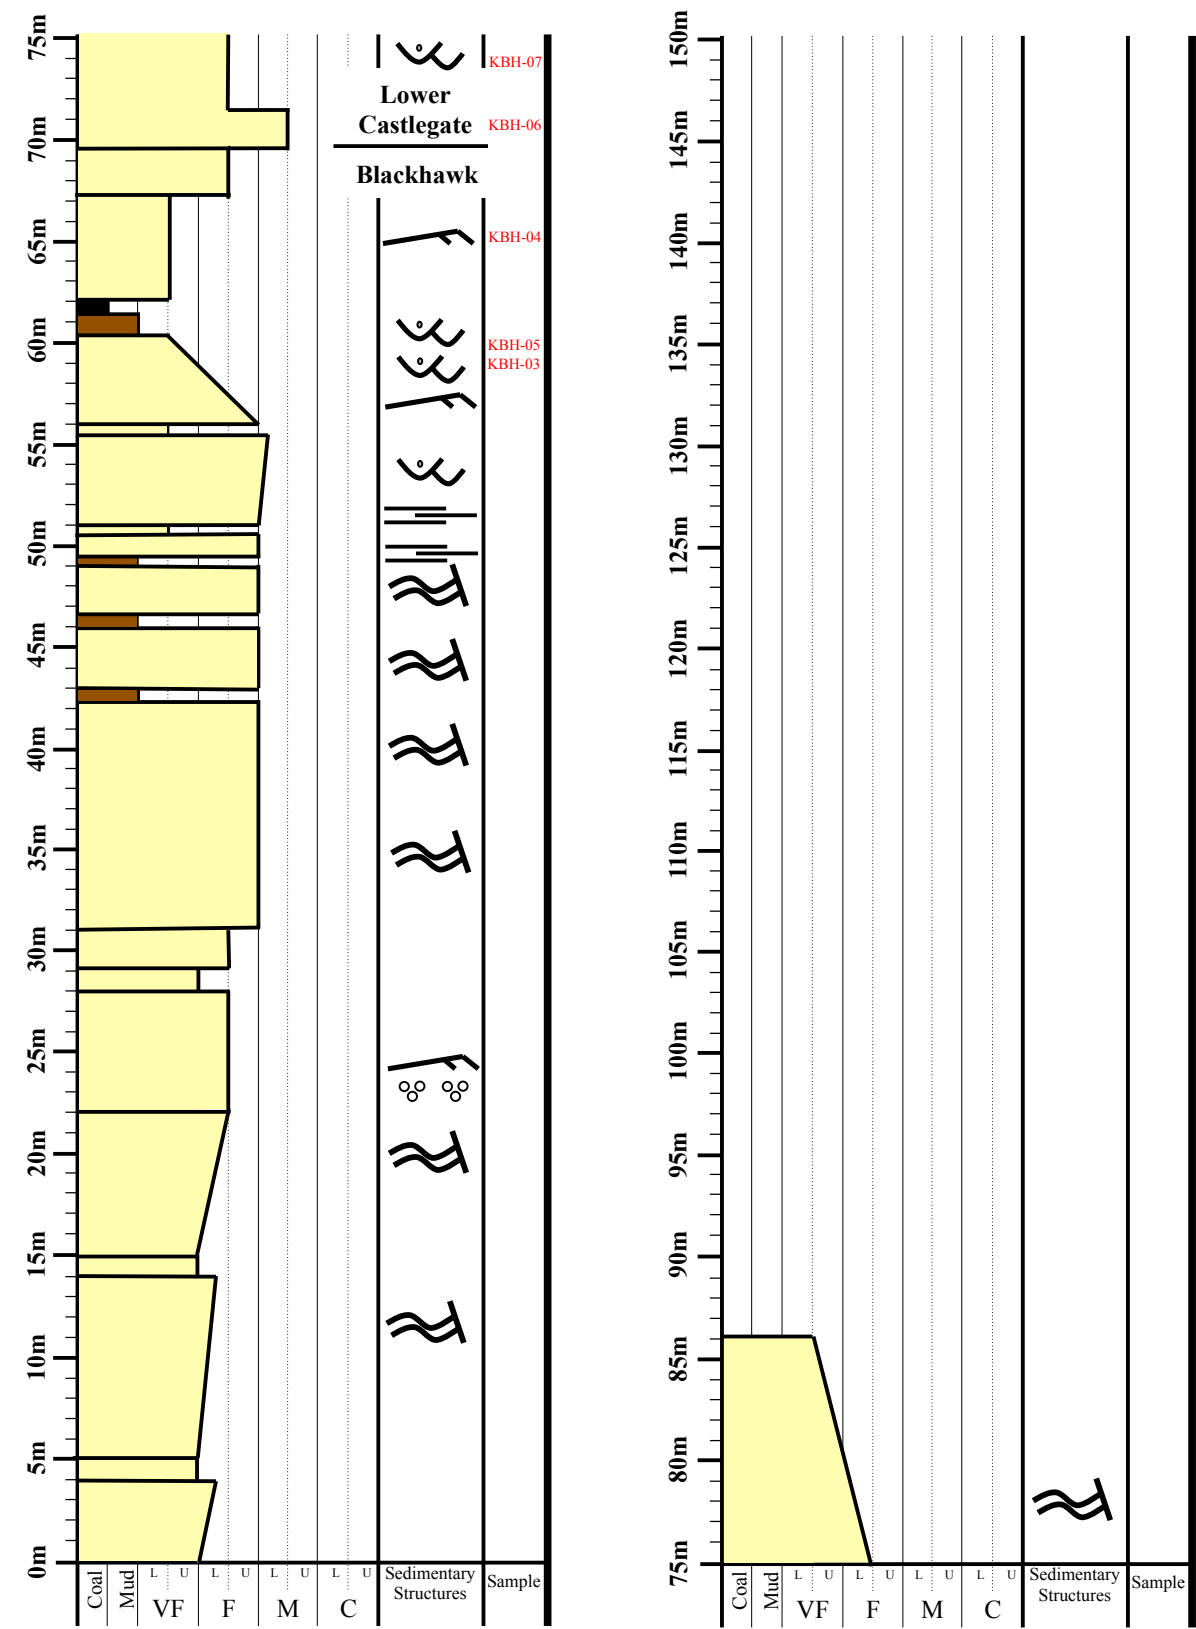 75m
KBH-07
Lower
Castlegate
KBH-06
70m
Blackhawk
65m
KBH-04
60m
KBH-05
KBH-03
55m
50m
45m
40m
35m
30m
25m
20m
15m
10m
5m
0m
Coal
Mud
L U L U L U L U
VF F M C
Sedimentary
Structures
Sample
150m
145m
140m
135m
130m
125m
120m
115m
110m
105m
100m
95m
90m
85m
80m
75m
Coal
Mud
L U L U L U L U
VF F M C
Sedimentary
Structures
Sample